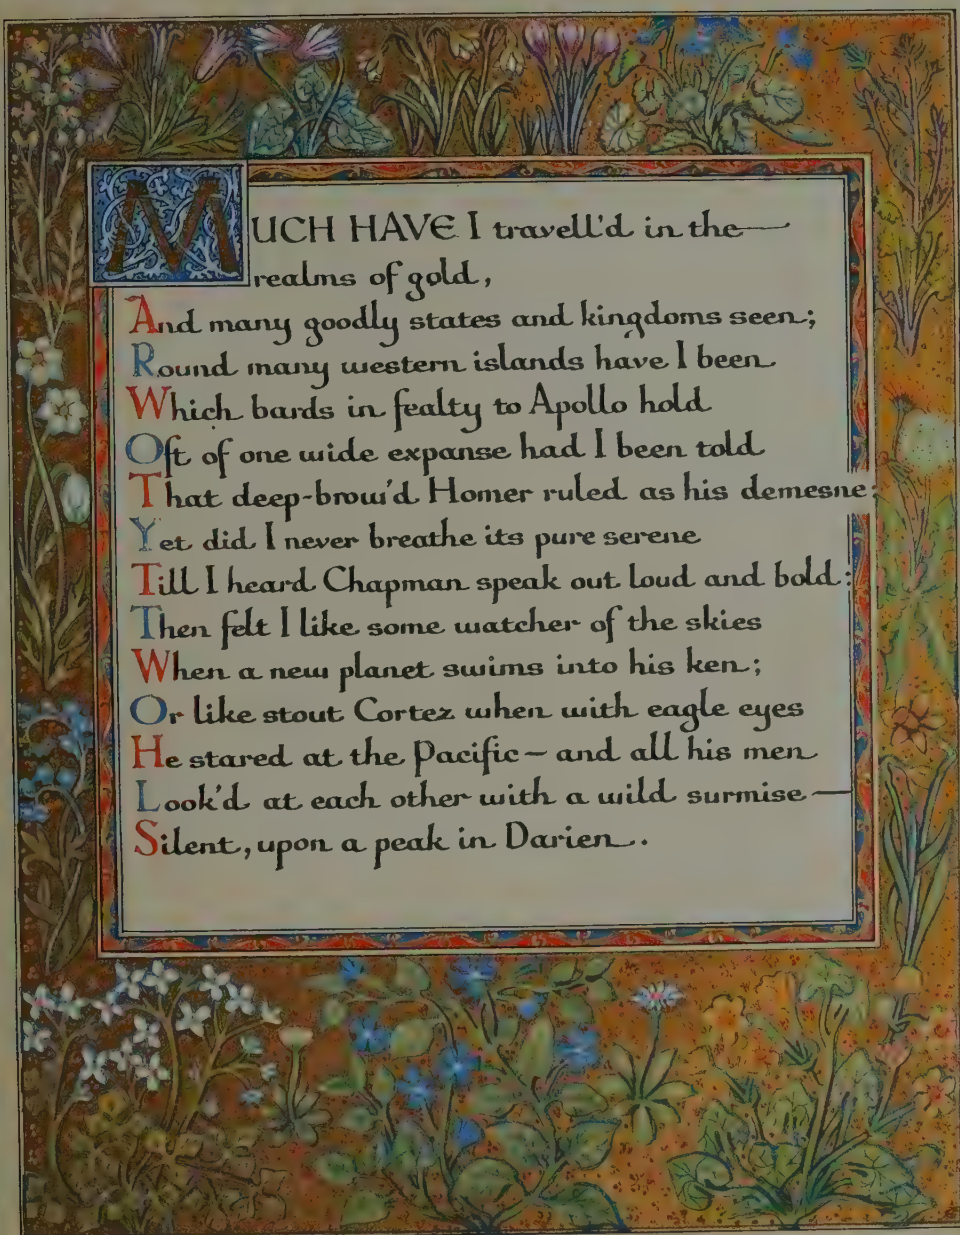 MUCH HAVE I travell'd in the—
realms of gold,
And many goodly states and kingdoms seen;
Round many western islands have I been
Which bards in fealty to Apollo hold
Oft of one wide expanse had I been told
That deep-brow'd Homer ruled as his demesne:
Yet did I never breathe its pure serene
Till I heard Chapman speak out loud and bold:
Then felt I like some watcher of the skies
When a new planet swims into his ken;
Or like stout Cortez when with eagle eyes
He stared at the Pacific—and all his men
Look'd at each other with a wild surmise—
Silent, upon a peak in Darien.